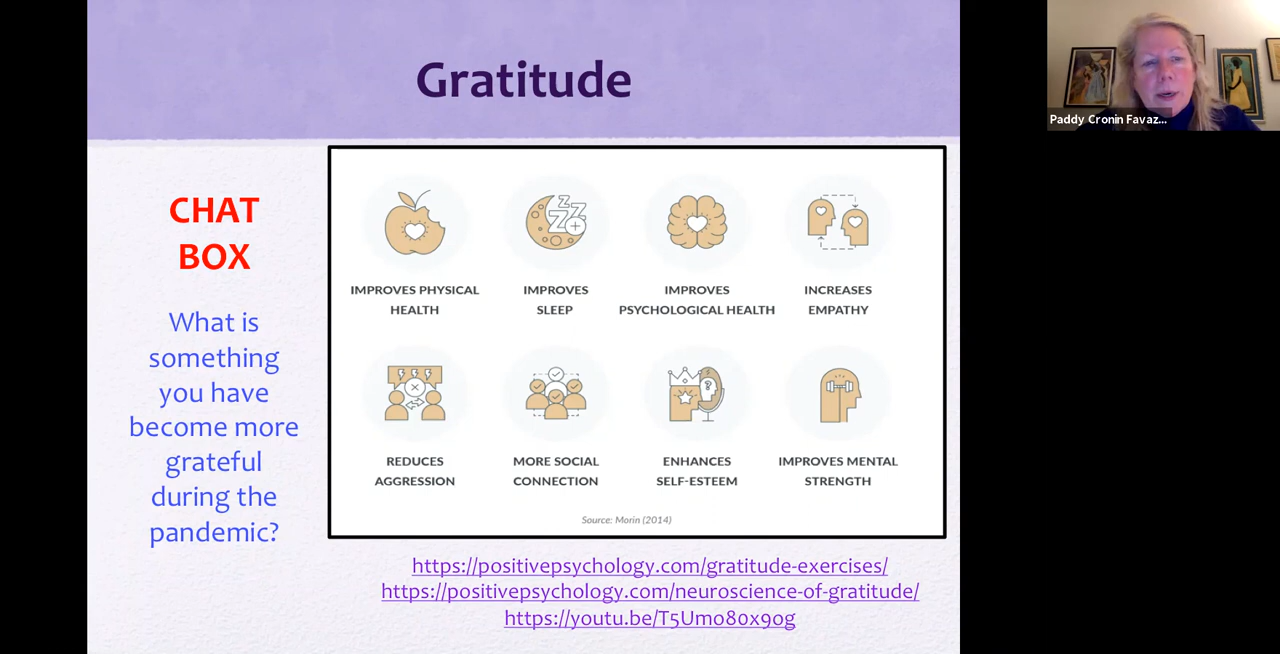 Gratitude
CHAT
BOX
What is
something
you have
become more
grateful
during the
pandemic?
IMPROVES PHYSICAL
HEALTH
IMPROVES
SLEEP
IMPROVES
PSYCHOLOGICAL HEALTH
INCREASES
EMPATHY
REDUCES
AGGRESSION
MORE SOCIAL
CONNECTION
ENHANCES
SELF-ESTEEM
IMPROVES MENTAL
STRENGTH
Source: Morin (2014)
https://positivepsychology.com/gratitude-exercises/
https://positivepsychology.com/neuroscience-of-gratitude/
https://youtu.be/T5Umo80x9og
Paddy Cronin Favaz...